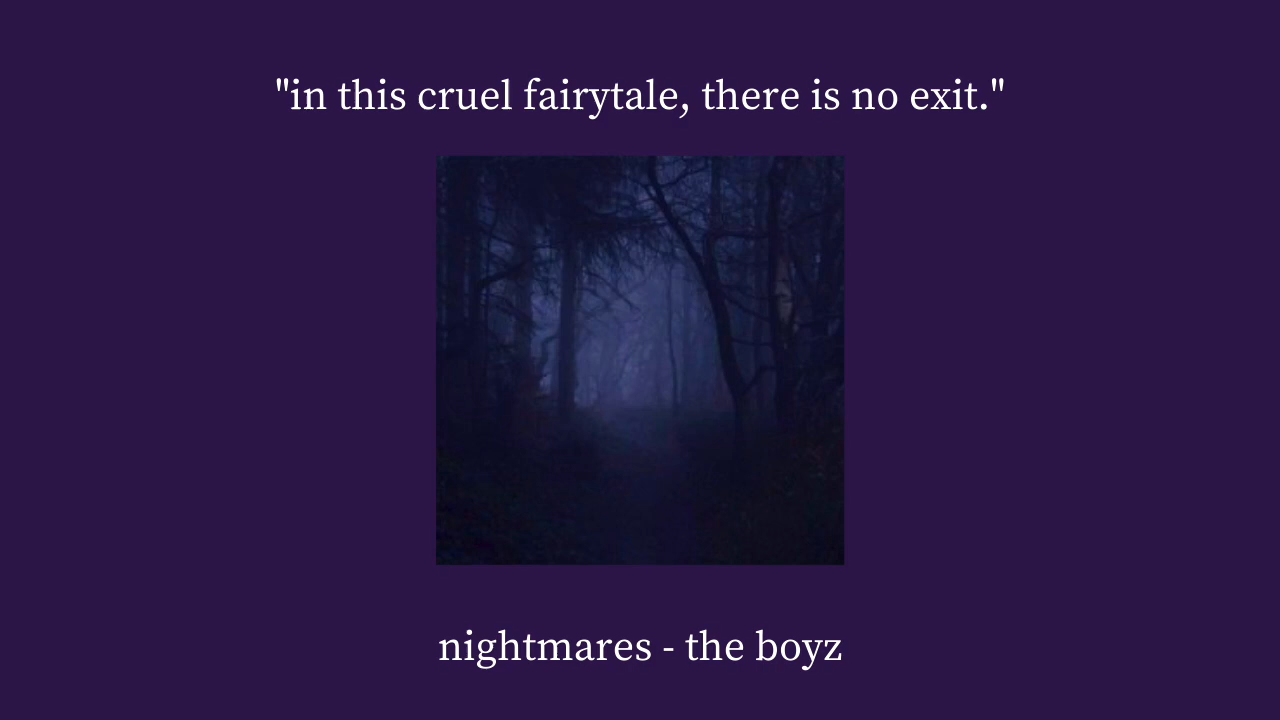 "in this cruel fairytale, there is no exit."
nightmares - the boyz